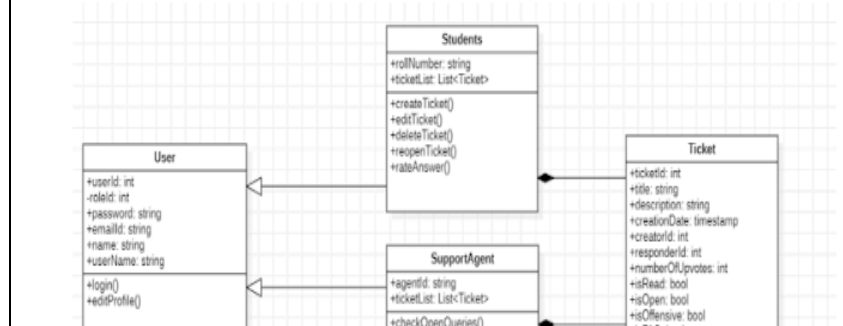 Students
+rollNumber: string
+ticketList: List<Ticket>
+createTicket()
+editTicket()
+deleteTicket()
+reopenTicket()
+rateAnswer()
User
+userId: int
-roleId: int
+password: string
+emailId: string
+name: string
+userName: string
+login()
+editProfile()
SupportAgent
+agentId: string
+ticketList: List<Ticket>
+checkOpenQueries()
Ticket
+ticketId: int
+title: string
+description: string
+creationDate: timestamp
+creatorId: int
+responderId: int
+numberOfUpvotes: int
+isRead: bool
+isOpen: bool
+isOffensive: bool